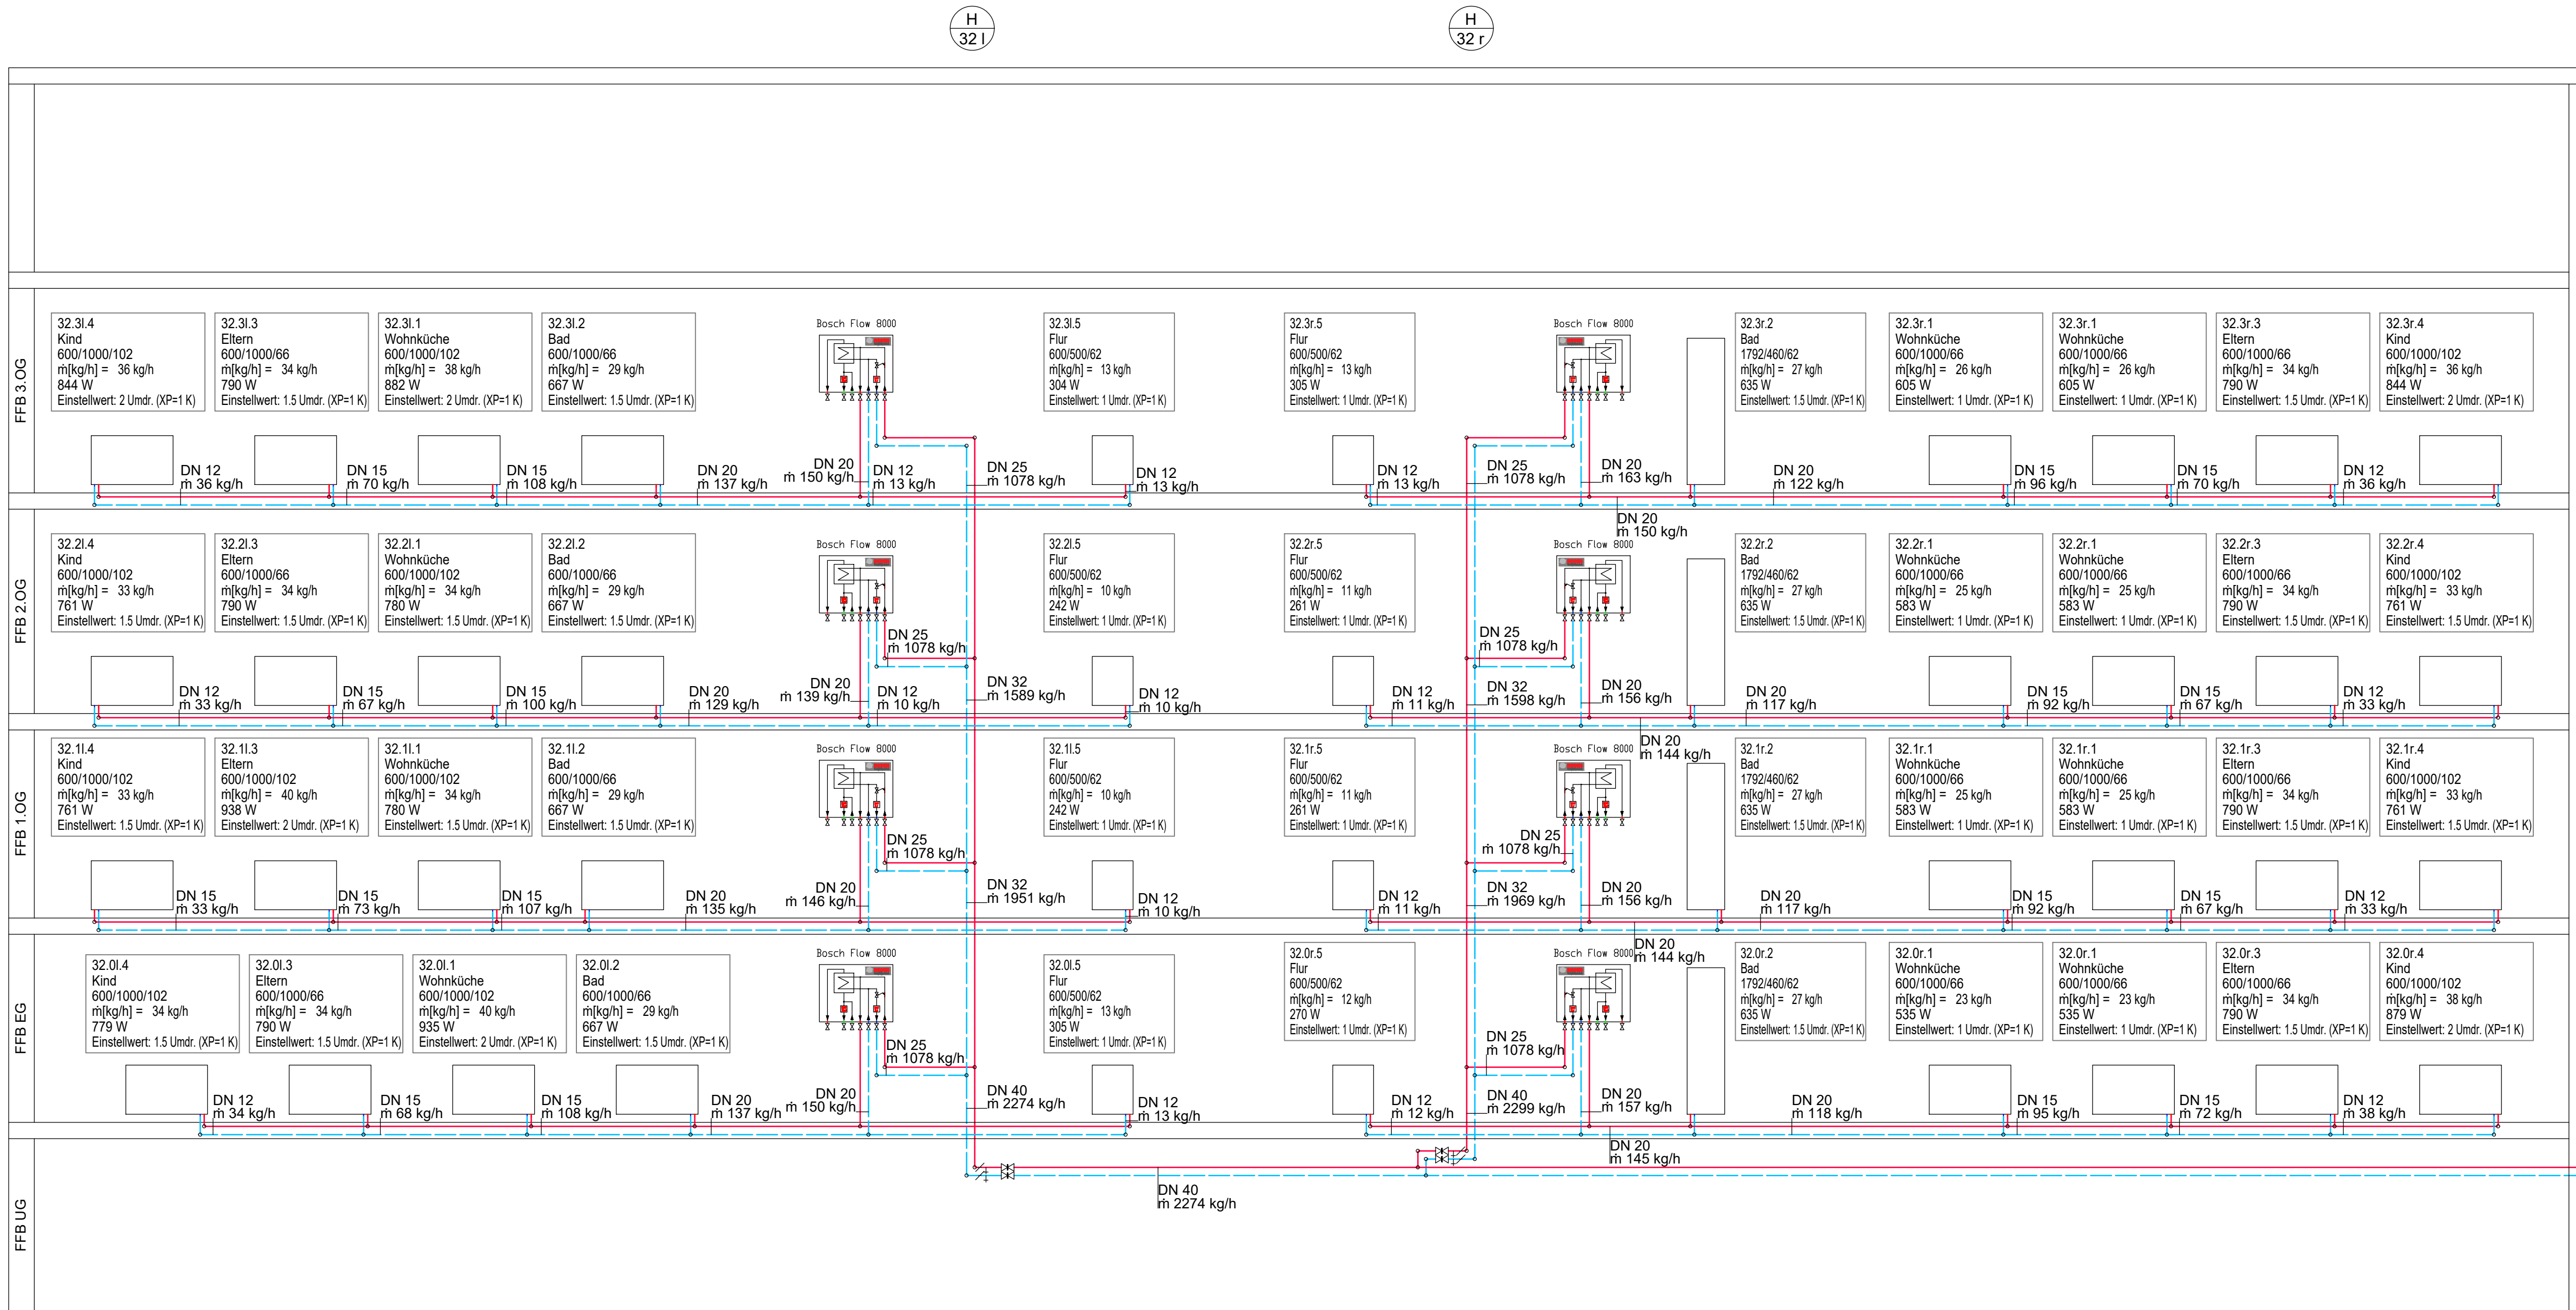 H
32 l
H
32 r
FFB 3.OG
32.3l.4
Kind
600/1000/102
ṁ[kg/h] = 36 kg/h
844 W
Einstellwert: 2 Umdr. (XP=1 K)
32.3l.3
Eltern
600/1000/66
ṁ[kg/h] = 34 kg/h
790 W
Einstellwert: 1.5 Umdr. (XP=1 K)
32.3l.1
Wohnküche
600/1000/102
ṁ[kg/h] = 38 kg/h
882 W
Einstellwert: 2 Umdr. (XP=1 K)
32.3l.2
Bad
600/1000/66
ṁ[kg/h] = 29 kg/h
667 W
Einstellwert: 1.5 Umdr. (XP=1 K)
Bosch Flow 8000
32.3l.5
Flur
600/500/62
ṁ[kg/h] = 13 kg/h
304 W
Einstellwert: 1 Umdr. (XP=1 K)
32.3r.5
Flur
600/500/62
ṁ[kg/h] = 13 kg/h
305 W
Einstellwert: 1 Umdr. (XP=1 K)
Bosch Flow 8000
32.3r.2
Bad
1792/460/62
ṁ[kg/h] = 27 kg/h
635 W
Einstellwert: 1.5 Umdr. (XP=1 K)
32.3r.1
Wohnküche
600/1000/66
ṁ[kg/h] = 26 kg/h
605 W
Einstellwert: 1 Umdr. (XP=1 K)
32.3r.1
Wohnküche
600/1000/66
ṁ[kg/h] = 26 kg/h
605 W
Einstellwert: 1 Umdr. (XP=1 K)
32.3r.3
Eltern
600/1000/66
ṁ[kg/h] = 34 kg/h
790 W
Einstellwert: 1.5 Umdr. (XP=1 K)
32.3r.4
Kind
600/1000/102
ṁ[kg/h] = 36 kg/h
844 W
Einstellwert: 2 Umdr. (XP=1 K)
DN 12
ṁ 36 kg/h
DN 15
ṁ 70 kg/h
DN 15
ṁ 108 kg/h
DN 20
ṁ 137 kg/h
DN 20
ṁ 150 kg/h
DN 12
ṁ 13 kg/h
DN 25
ṁ 1078 kg/h
DN 12
ṁ 13 kg/h
DN 12
ṁ 13 kg/h
DN 25
ṁ 1078 kg/h
DN 20
ṁ 163 kg/h
DN 20
ṁ 122 kg/h
DN 15
ṁ 96 kg/h
DN 15
ṁ 70 kg/h
DN 12
ṁ 36 kg/h
DN 20
ṁ 150 kg/h
FFB 2.OG
32.2l.4
Kind
600/1000/102
ṁ[kg/h] = 33 kg/h
761 W
Einstellwert: 1.5 Umdr. (XP=1 K)
32.2l.3
Eltern
600/1000/66
ṁ[kg/h] = 34 kg/h
790 W
Einstellwert: 1.5 Umdr. (XP=1 K)
32.2l.1
Wohnküche
600/1000/102
ṁ[kg/h] = 34 kg/h
780 W
Einstellwert: 1.5 Umdr. (XP=1 K)
32.2l.2
Bad
600/1000/66
ṁ[kg/h] = 29 kg/h
667 W
Einstellwert: 1.5 Umdr. (XP=1 K)
Bosch Flow 8000
32.2l.5
Flur
600/500/62
ṁ[kg/h] = 10 kg/h
242 W
Einstellwert: 1 Umdr. (XP=1 K)
32.2r.5
Flur
600/500/62
ṁ[kg/h] = 11 kg/h
261 W
Einstellwert: 1 Umdr. (XP=1 K)
Bosch Flow 8000
32.2r.2
Bad
1792/460/62
ṁ[kg/h] = 27 kg/h
635 W
Einstellwert: 1.5 Umdr. (XP=1 K)
32.2r.1
Wohnküche
600/1000/66
ṁ[kg/h] = 25 kg/h
583 W
Einstellwert: 1 Umdr. (XP=1 K)
32.2r.1
Wohnküche
600/1000/66
ṁ[kg/h] = 25 kg/h
583 W
Einstellwert: 1 Umdr. (XP=1 K)
32.2r.3
Eltern
600/1000/66
ṁ[kg/h] = 34 kg/h
790 W
Einstellwert: 1.5 Umdr. (XP=1 K)
32.2r.4
Kind
600/1000/102
ṁ[kg/h] = 33 kg/h
761 W
Einstellwert: 1.5 Umdr. (XP=1 K)
DN 25
ṁ 1078 kg/h
DN 25
ṁ 1078 kg/h
DN 12
ṁ 33 kg/h
DN 15
ṁ 67 kg/h
DN 15
ṁ 100 kg/h
DN 20
ṁ 129 kg/h
DN 20
ṁ 139 kg/h
DN 12
ṁ 10 kg/h
DN 32
ṁ 1589 kg/h
DN 12
ṁ 10 kg/h
DN 12
ṁ 11 kg/h
DN 32
ṁ 1598 kg/h
DN 20
ṁ 156 kg/h
DN 20
ṁ 117 kg/h
DN 15
ṁ 92 kg/h
DN 15
ṁ 67 kg/h
DN 12
ṁ 33 kg/h
DN 20
ṁ 144 kg/h
FFB 1.OG
32.1l.4
Kind
600/1000/102
ṁ[kg/h] = 33 kg/h
761 W
Einstellwert: 1.5 Umdr. (XP=1 K)
32.1l.3
Eltern
600/1000/102
ṁ[kg/h] = 40 kg/h
938 W
Einstellwert: 2 Umdr. (XP=1 K)
32.1l.1
Wohnküche
600/1000/102
ṁ[kg/h] = 34 kg/h
780 W
Einstellwert: 1.5 Umdr. (XP=1 K)
32.1l.2
Bad
600/1000/66
ṁ[kg/h] = 29 kg/h
667 W
Einstellwert: 1.5 Umdr. (XP=1 K)
Bosch Flow 8000
32.1l.5
Flur
600/500/62
ṁ[kg/h] = 10 kg/h
242 W
Einstellwert: 1 Umdr. (XP=1 K)
32.1r.5
Flur
600/500/62
ṁ[kg/h] = 11 kg/h
261 W
Einstellwert: 1 Umdr. (XP=1 K)
Bosch Flow 8000
32.1r.2
Bad
1792/460/62
ṁ[kg/h] = 27 kg/h
635 W
Einstellwert: 1.5 Umdr. (XP=1 K)
32.1r.1
Wohnküche
600/1000/66
ṁ[kg/h] = 25 kg/h
583 W
Einstellwert: 1 Umdr. (XP=1 K)
32.1r.1
Wohnküche
600/1000/66
ṁ[kg/h] = 25 kg/h
583 W
Einstellwert: 1 Umdr. (XP=1 K)
32.1r.3
Eltern
600/1000/66
ṁ[kg/h] = 34 kg/h
790 W
Einstellwert: 1.5 Umdr. (XP=1 K)
32.1r.4
Kind
600/1000/102
ṁ[kg/h] = 33 kg/h
761 W
Einstellwert: 1.5 Umdr. (XP=1 K)
DN 25
ṁ 1078 kg/h
DN 25
ṁ 1078 kg/h
DN 15
ṁ 33 kg/h
DN 15
ṁ 73 kg/h
DN 15
ṁ 107 kg/h
DN 20
ṁ 135 kg/h
DN 20
ṁ 146 kg/h
DN 32
ṁ 1951 kg/h
DN 12
ṁ 10 kg/h
DN 12
ṁ 11 kg/h
DN 32
ṁ 1969 kg/h
DN 20
ṁ 156 kg/h
DN 20
ṁ 117 kg/h
DN 15
ṁ 92 kg/h
DN 15
ṁ 67 kg/h
DN 12
ṁ 33 kg/h
DN 20
ṁ 144 kg/h
FFB EG
32.0l.4
Kind
600/1000/102
ṁ[kg/h] = 34 kg/h
779 W
Einstellwert: 1.5 Umdr. (XP=1 K)
32.0l.3
Eltern
600/1000/66
ṁ[kg/h] = 34 kg/h
790 W
Einstellwert: 1.5 Umdr. (XP=1 K)
32.0l.1
Wohnküche
600/1000/102
ṁ[kg/h] = 40 kg/h
935 W
Einstellwert: 2 Umdr. (XP=1 K)
32.0l.2
Bad
600/1000/66
ṁ[kg/h] = 29 kg/h
667 W
Einstellwert: 1.5 Umdr. (XP=1 K)
Bosch Flow 8000
32.0l.5
Flur
600/500/62
ṁ[kg/h] = 13 kg/h
305 W
Einstellwert: 1 Umdr. (XP=1 K)
32.0r.5
Flur
600/500/62
ṁ[kg/h] = 12 kg/h
270 W
Einstellwert: 1 Umdr. (XP=1 K)
Bosch Flow 8000
32.0r.2
Bad
1792/460/62
ṁ[kg/h] = 27 kg/h
635 W
Einstellwert: 1.5 Umdr. (XP=1 K)
32.0r.1
Wohnküche
600/1000/66
ṁ[kg/h] = 23 kg/h
535 W
Einstellwert: 1 Umdr. (XP=1 K)
32.0r.1
Wohnküche
600/1000/66
ṁ[kg/h] = 23 kg/h
535 W
Einstellwert: 1 Umdr. (XP=1 K)
32.0r.3
Eltern
600/1000/66
ṁ[kg/h] = 34 kg/h
790 W
Einstellwert: 1.5 Umdr. (XP=1 K)
32.0r.4
Kind
600/1000/102
ṁ[kg/h] = 38 kg/h
879 W
Einstellwert: 2 Umdr. (XP=1 K)
DN 25
ṁ 1078 kg/h
DN 25
ṁ 1078 kg/h
DN 12
ṁ 34 kg/h
DN 15
ṁ 68 kg/h
DN 15
ṁ 108 kg/h
DN 20
ṁ 137 kg/h
DN 20
ṁ 150 kg/h
DN 40
ṁ 2274 kg/h
DN 12
ṁ 13 kg/h
DN 12
ṁ 12 kg/h
DN 40
ṁ 2299 kg/h
DN 20
ṁ 157 kg/h
DN 20
ṁ 118 kg/h
DN 15
ṁ 95 kg/h
DN 15
ṁ 72 kg/h
DN 12
ṁ 38 kg/h
DN 20
ṁ 145 kg/h
FFB UG
DN 40
ṁ 2274 kg/h